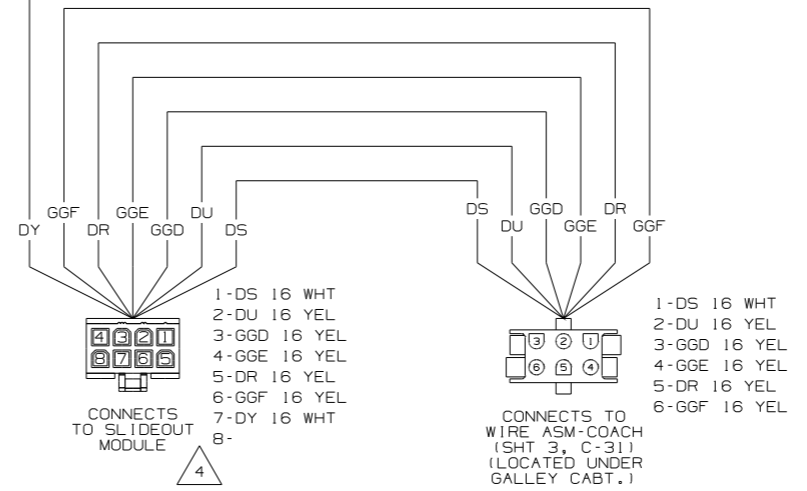 DY GGF DR GGE GGD DU DS
DS DU GGD GGE DR GGF
4 3 2 1
8 7 6 5
1-DS 16 WHT
2-DU 16 YEL
3-GGD 16 YEL
4-GGE 16 YEL
5-DR 16 YEL
6-GGF 16 YEL
7-DY 16 WHT
8-
CONNECTS
TO SLIDEOUT
MODULE
4
3 2 1
6 5 4
1-DS 16 WHT
2-DU 16 YEL
3-GGD 16 YEL
4-GGE 16 YEL
5-DR 16 YEL
6-GGF 16 YEL
CONNECTS TO
WIRE ASM-COACH
(SHT 3, C-31)
(LOCATED UNDER
GALLEY CABT.)